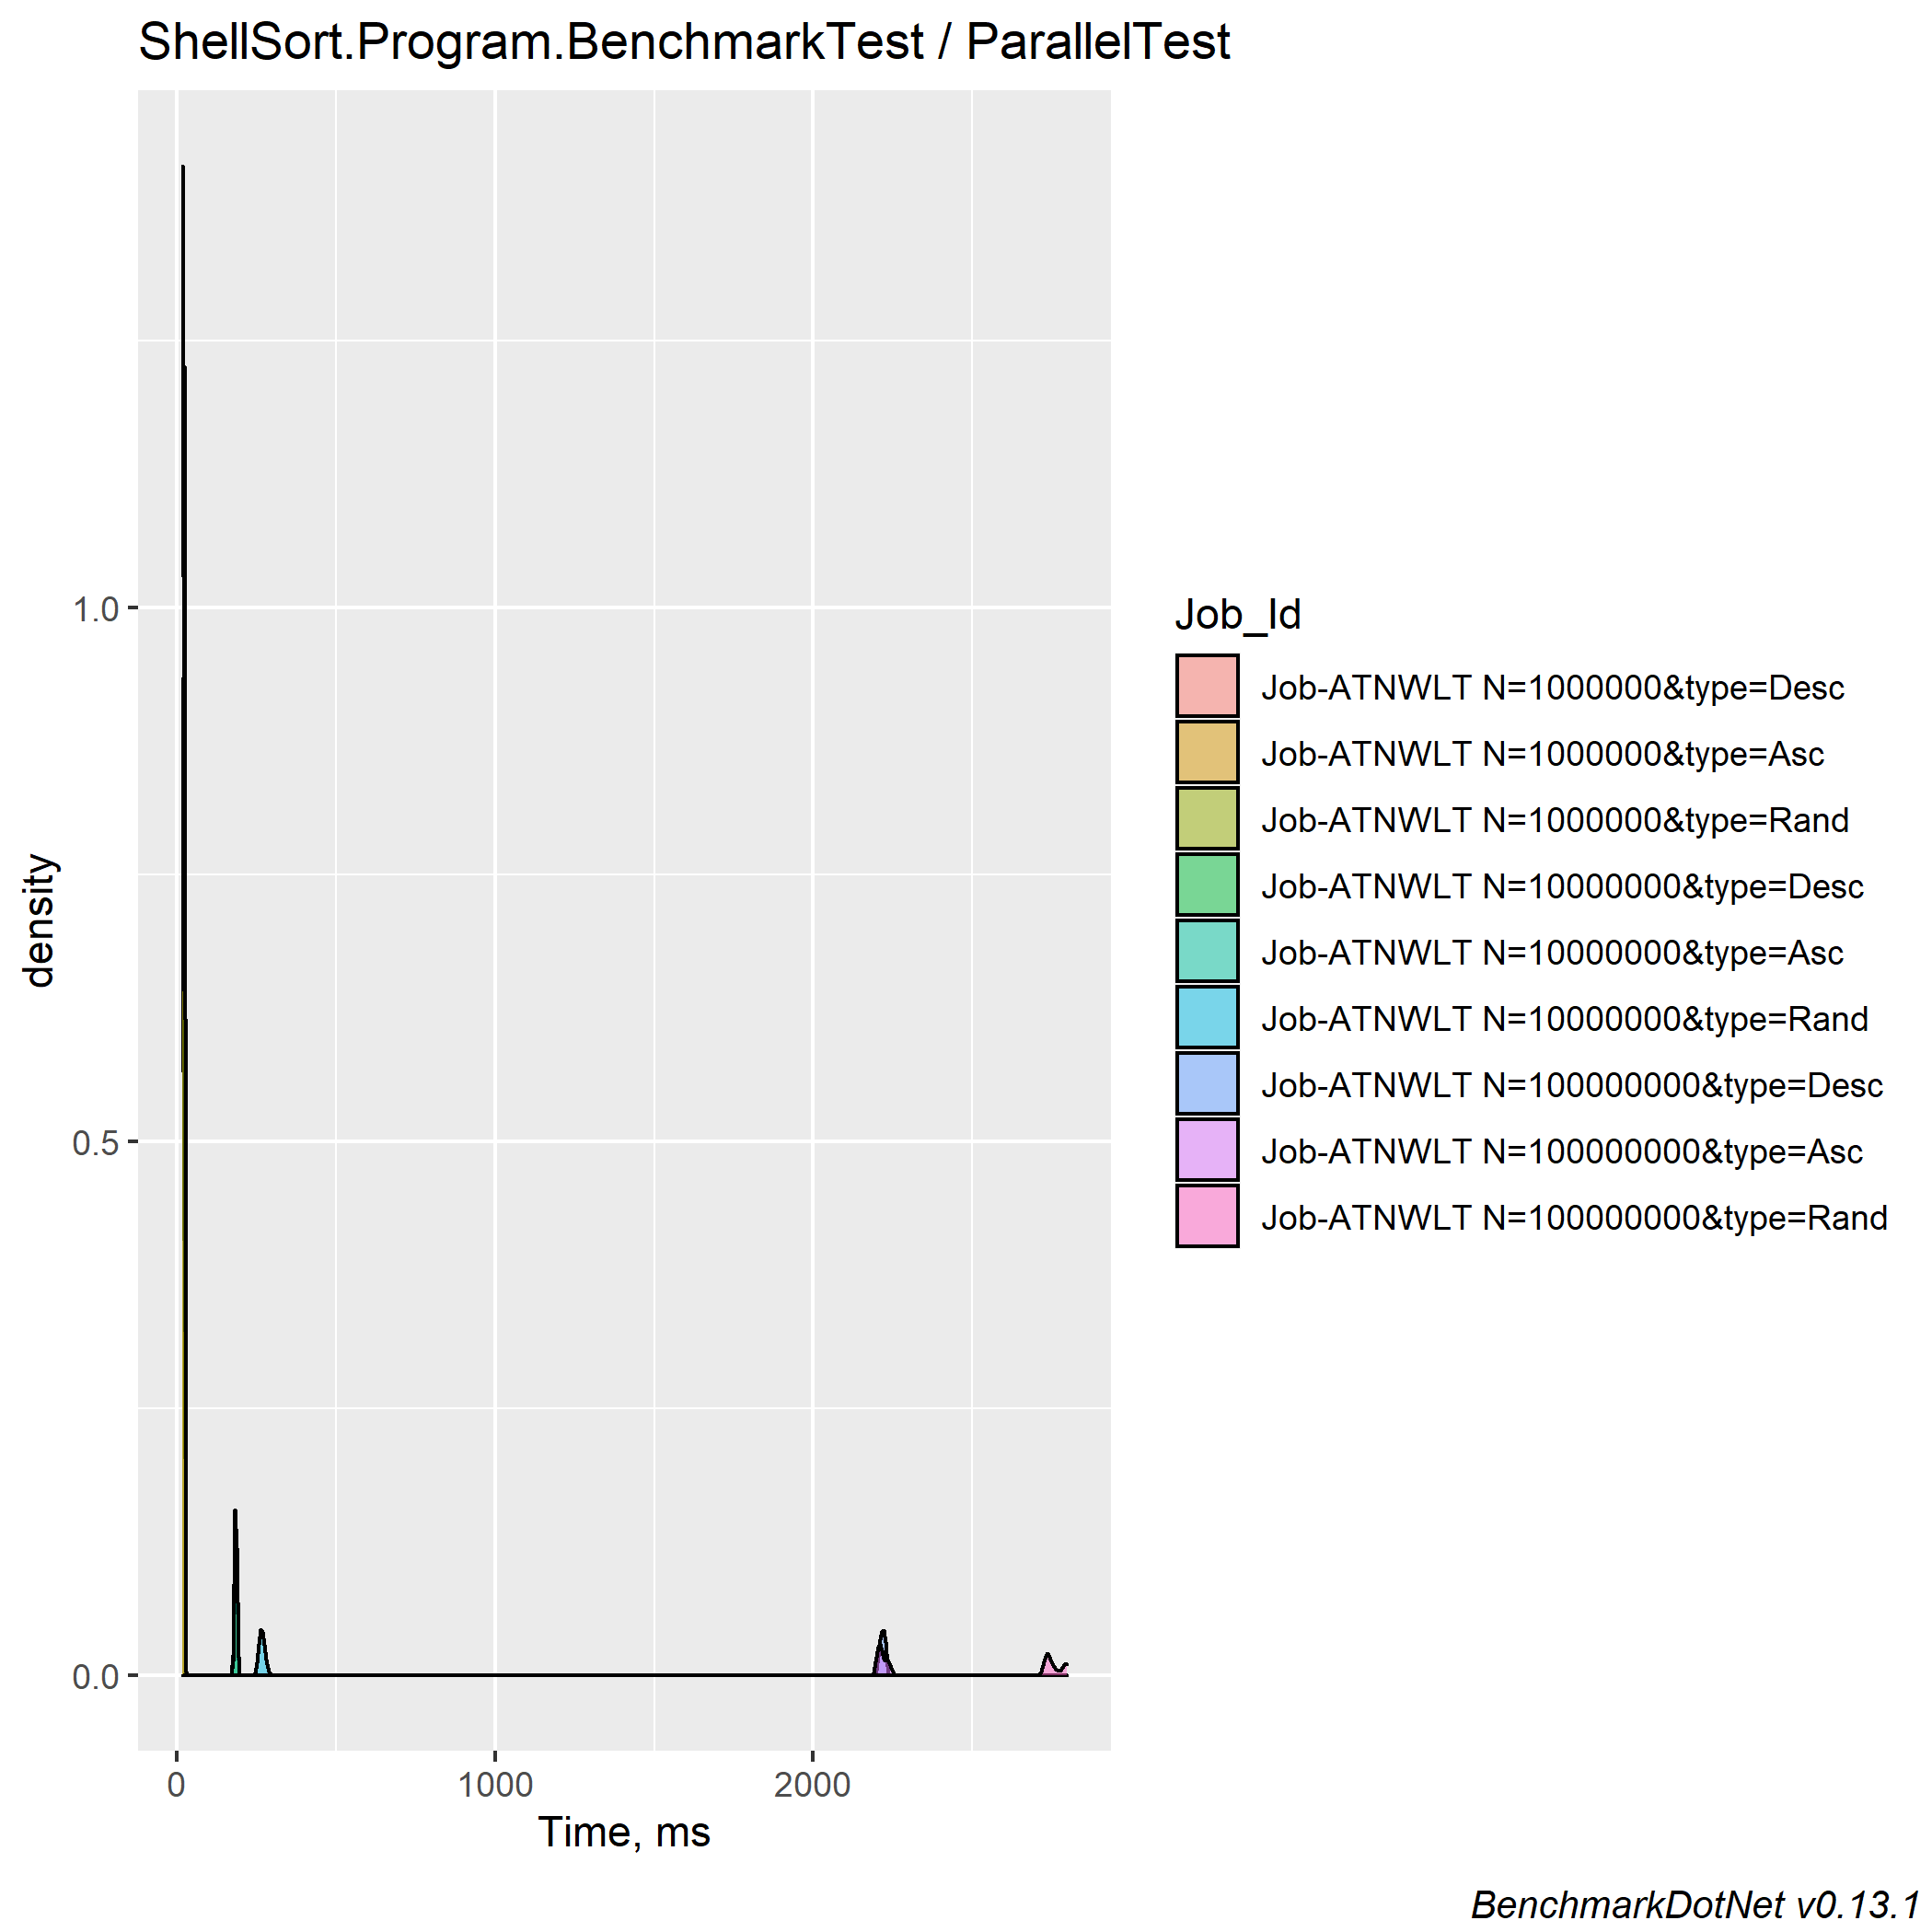 ShellSort.Program.BenchmarkTest / ParallelTest
density
1.0
0.5
0.0
0
1000
2000
Time, ms
Job_Id
Job-ATNWLT N=1000000&type=Desc
Job-ATNWLT N=1000000&type=Asc
Job-ATNWLT N=1000000&type=Rand
Job-ATNWLT N=10000000&type=Desc
Job-ATNWLT N=10000000&type=Asc
Job-ATNWLT N=10000000&type=Rand
Job-ATNWLT N=100000000&type=Desc
Job-ATNWLT N=100000000&type=Asc
Job-ATNWLT N=100000000&type=Rand
BenchmarkDotNet v0.13.1